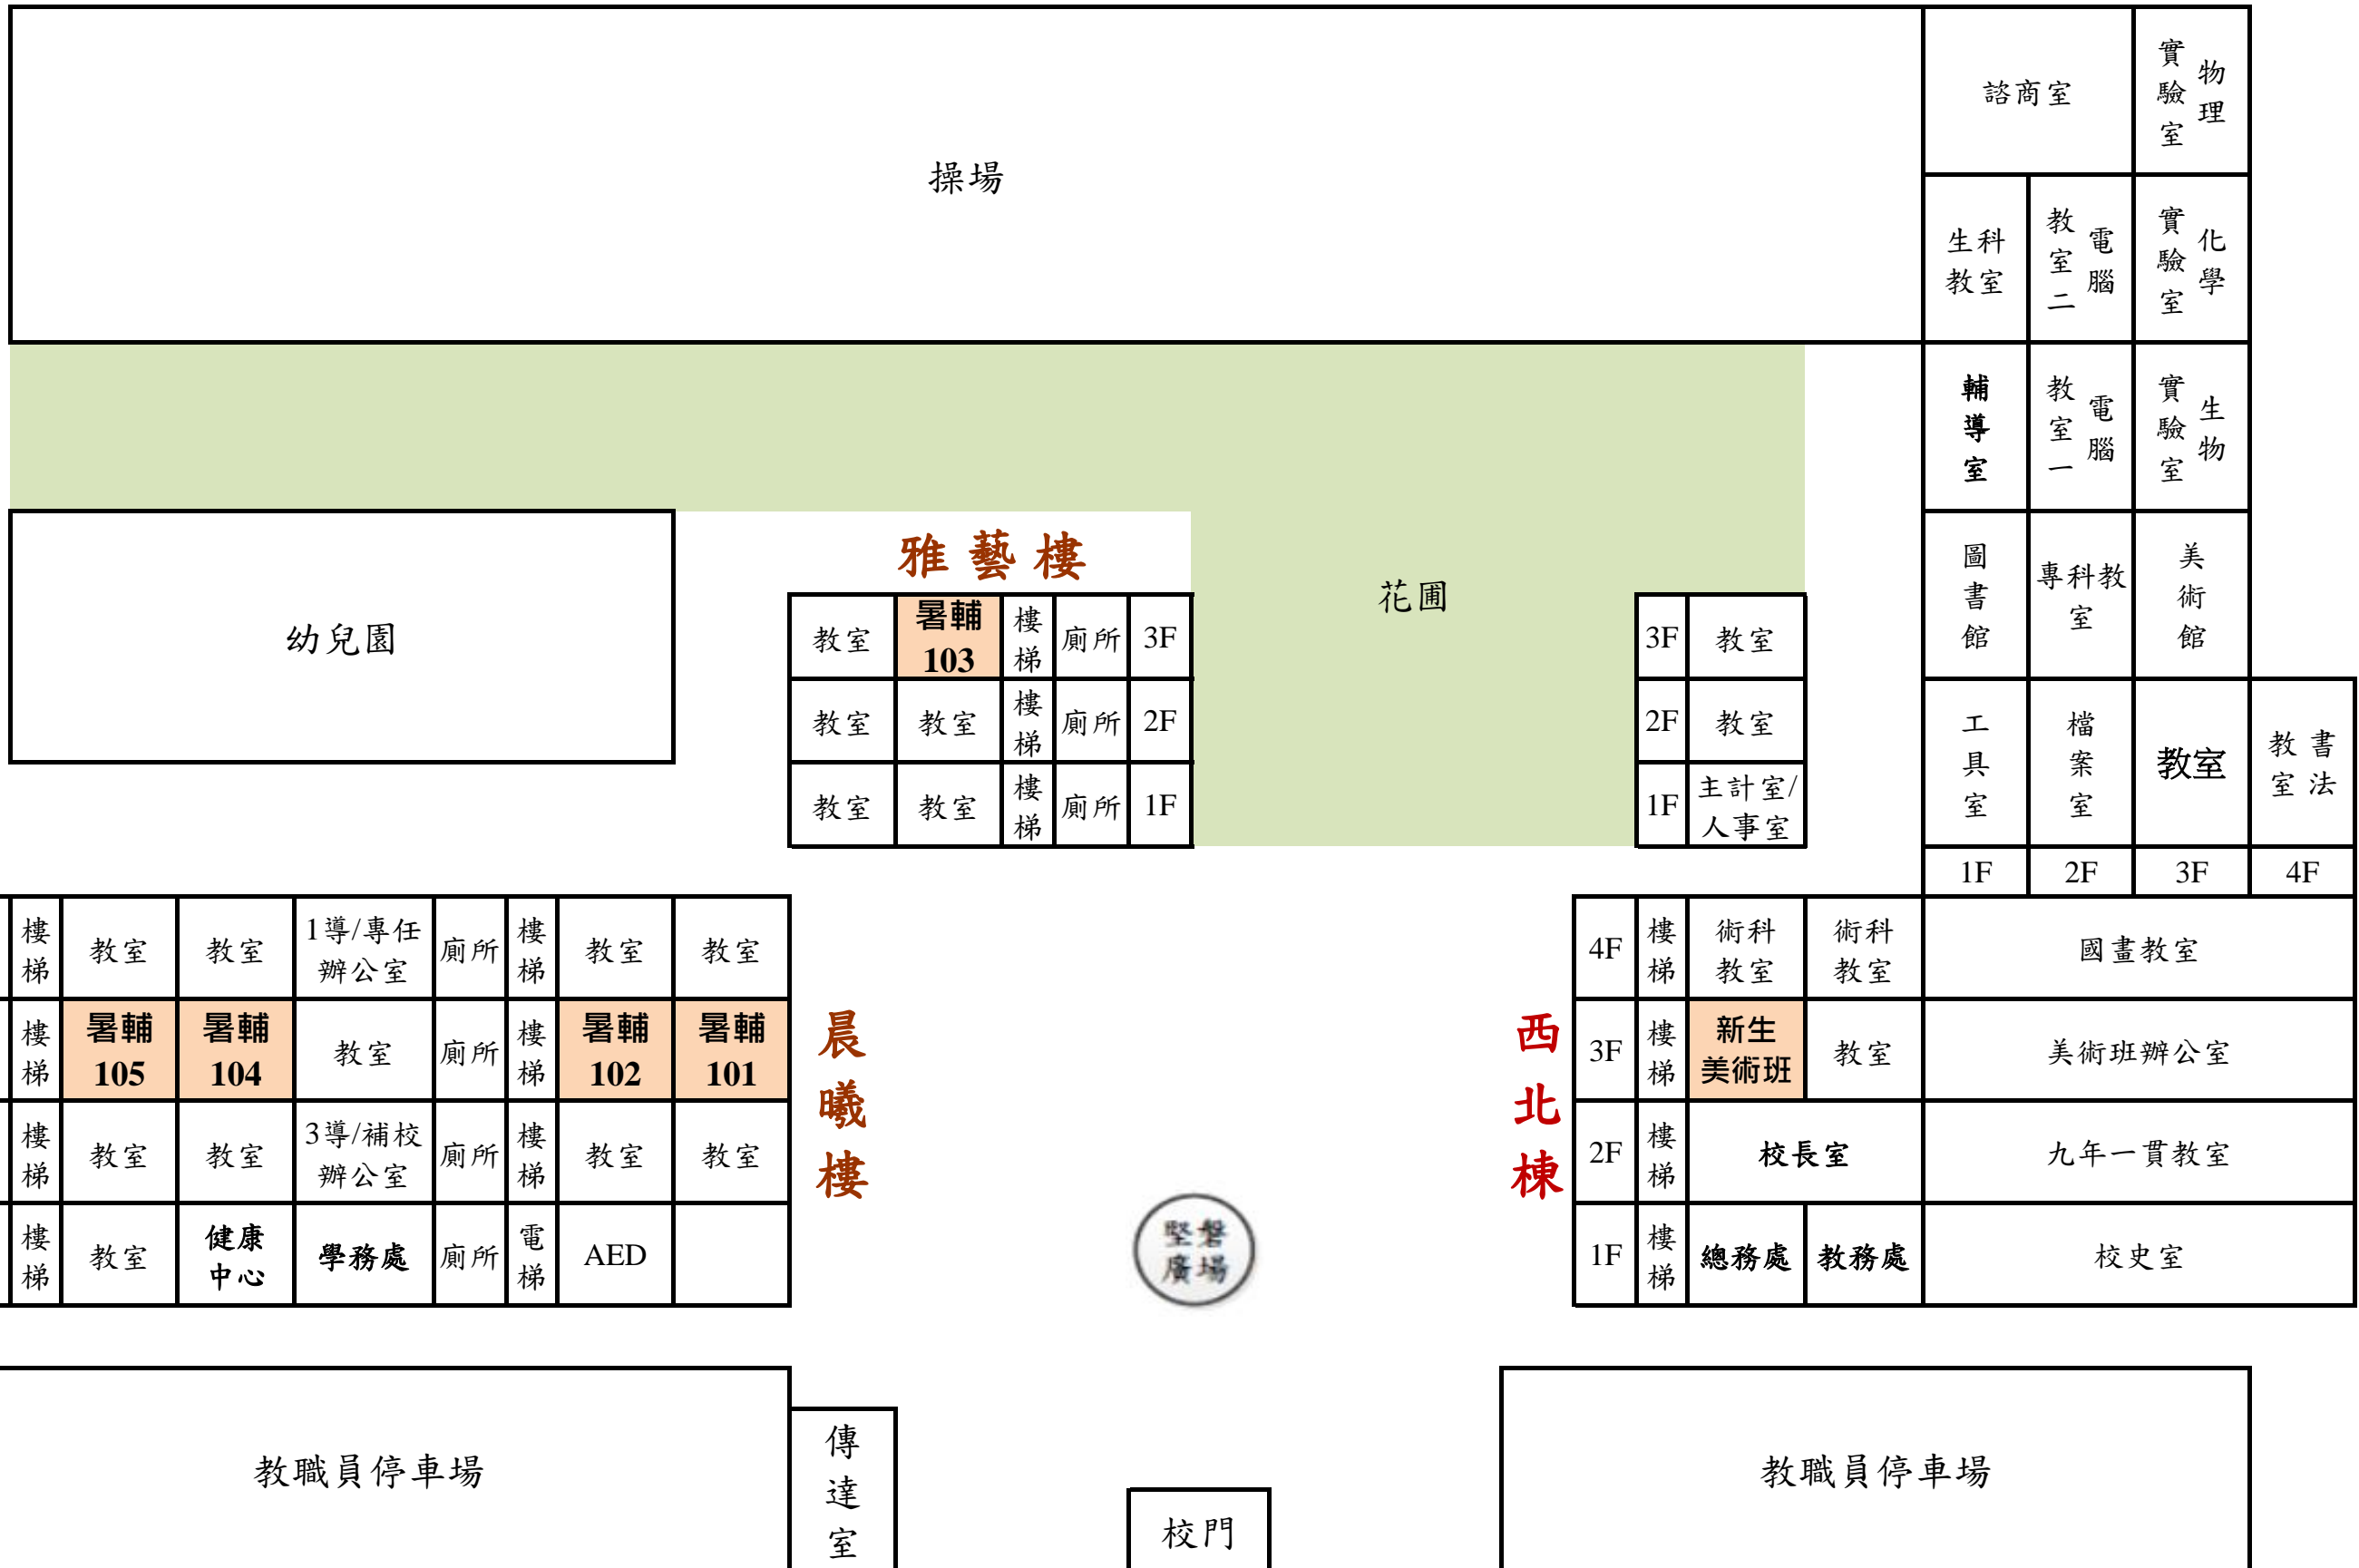 操場
諮商室
物理
實驗室
生科
教室
電腦
教室二
化學
實驗室
輔導室
電腦
教室一
生物
實驗室
幼兒園
雅藝樓
花圃
圖書館
專科教
室
美術館
教室
暑輔
103
樓梯
廁所
3F
3F
教室
教室
教室
樓梯
廁所
2F
2F
教室
工具室
檔案室
教室
書法
教室
教室
教室
樓梯
廁所
1F
1F
主計室/
人事室
1F
2F
3F
4F
樓梯
教室
教室
1導/專任
辦公室
廁所
樓梯
教室
教室
4F
樓梯
術科
教室
術科
教室
國畫教室
樓梯
暑輔
105
暑輔
104
教室
廁所
樓梯
暑輔
102
暑輔
101
晨曦樓
西北棟
3F
樓梯
新生
美術班
教室
美術班辦公室
樓梯
教室
教室
3導/補校
辦公室
廁所
樓梯
教室
教室
2F
樓梯
校長室
九年一貫教室
樓梯
教室
健康
中心
學務處
廁所
電梯
AED
堅磐
廣場
1F
樓梯
總務處
教務處
校史室
教職員停車場
傳達室
校門
教職員停車場